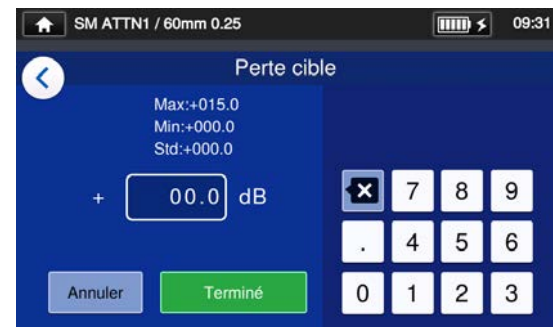 SM ATTN1 / 60mm 0.25 09:31
Perte cible
Max:+015.0
Min:+000.0
Std:+000.0
+ 00.0 dB
7 8 9
. 4 5 6
0 1 2 3
Annuler Terminé